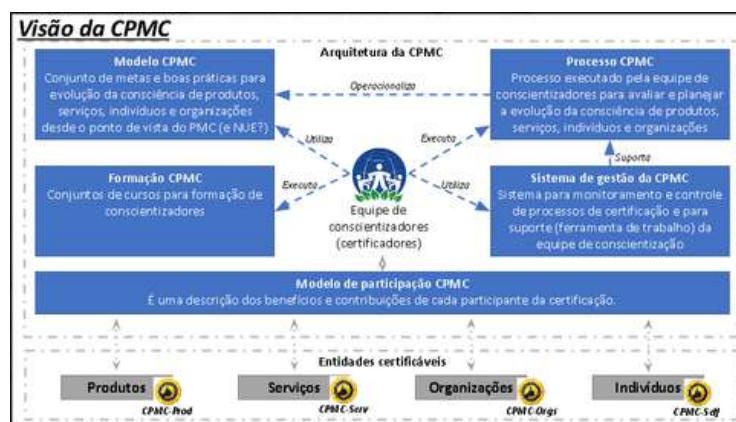 Visão da CPMC
Arquitetura da CPMC
Modelo CPMC
Conjunto de metas e boas práticas para
evolução da consciência de produtos,
serviços, indivíduos e organizações
desde o ponto de vista do PMC (e NUE?)
Operacionaliza
Processo CPMC
Processo executado pela equipe de
conscientizadores para avaliar e planejar
a evolução da consciência de produtos,
serviços, indivíduos e organizações
Utiliza
Executa
Suporta
Formação CPMC
Conjuntos de cursos para formação de
conscientizadores
Executa
Utiliza
Equipe de
conscientizadores
(certificadores)
Sistema de gestão da CPMC
Sistema para monitoramento e controle
de processos de certificação e para
suporte (ferramenta de trabalho) da
equipe de conscientização
Modelo de participação CPMC
É uma descrição dos benefícios e contribuições de cada participante da certificação.
Entidades certificáveis
Produtos
CPMC-Prod
Serviços
CPMC-Serv
Organizações
CPMC-Orgs
Indivíduos
CPMC-Self